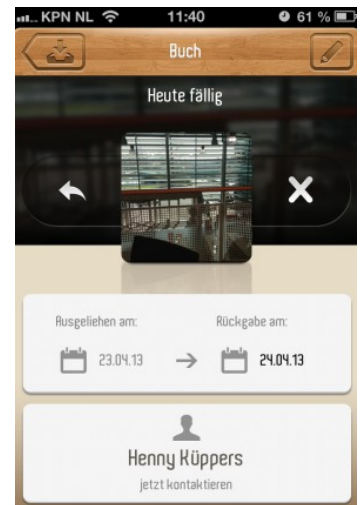 KPN NL 11:40 61 %
Buch
Heute fällig
Ausgeliehen am: Rückgabe am:
23.04.13 24.04.13
Henny Küppers
jetzt kontaktieren